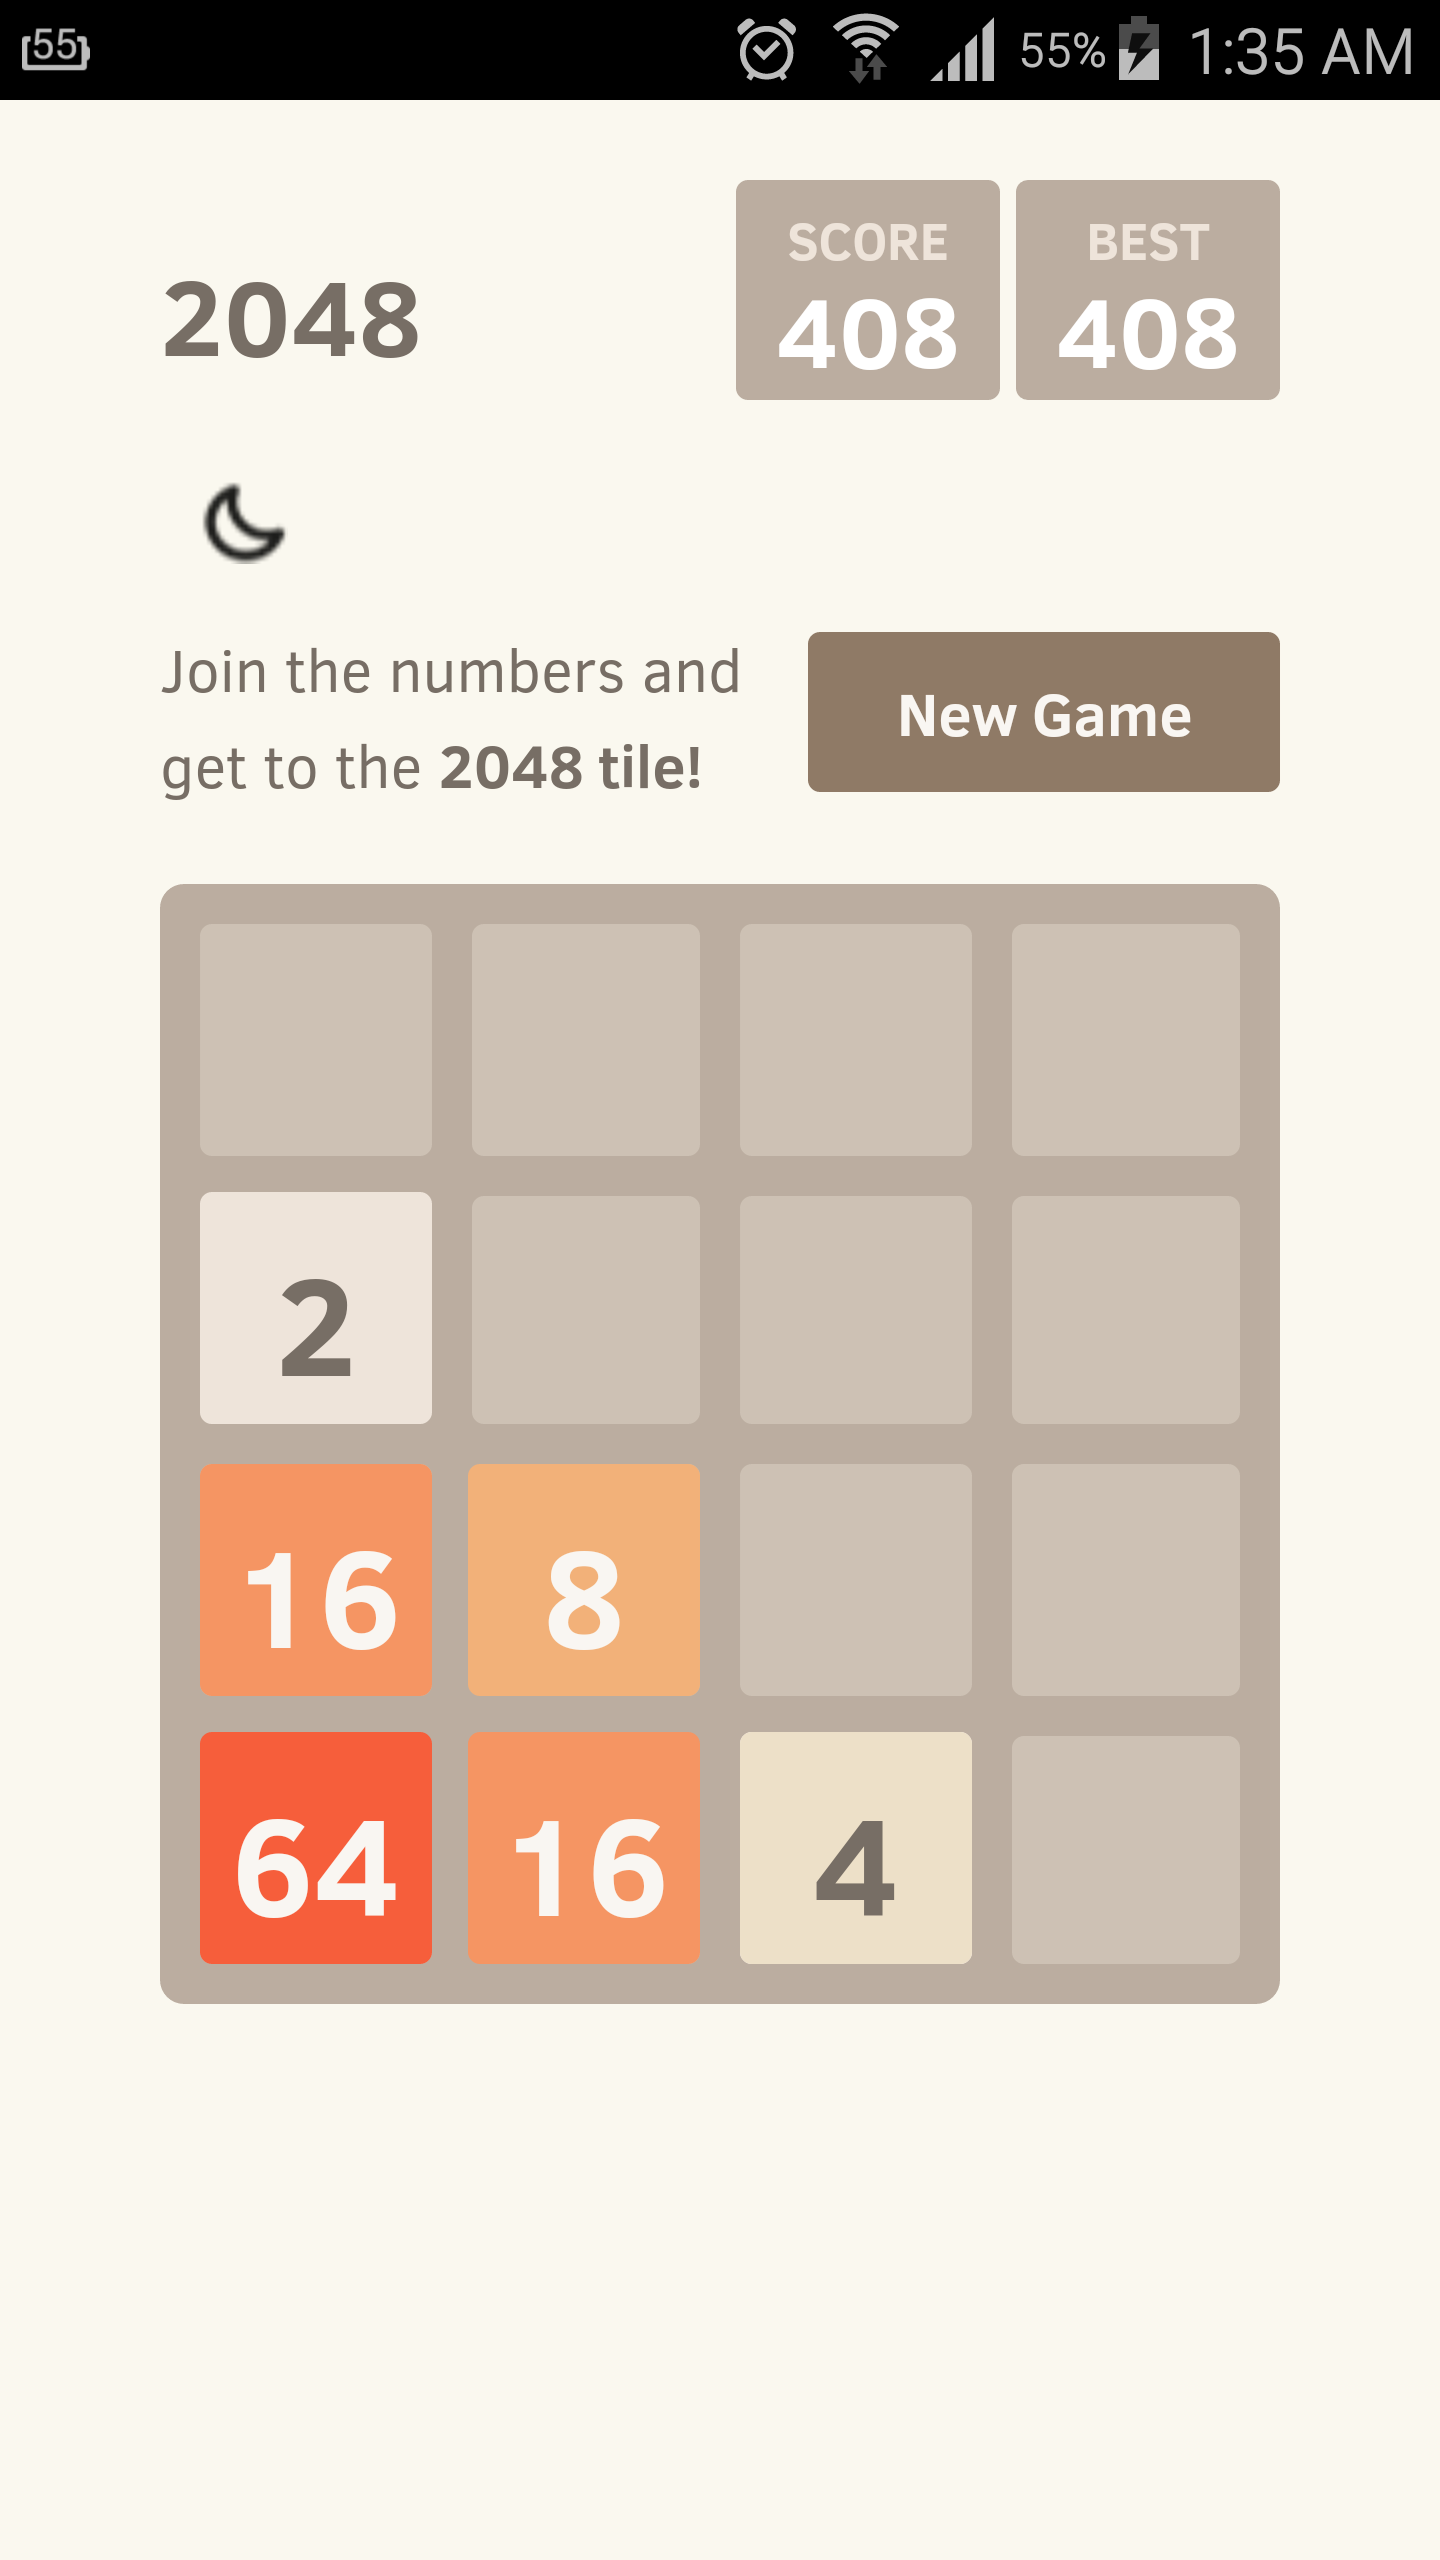 55
55% 1:35 AM
SCORE BEST
2048 408 408
Join the numbers and
get to the 2048 tile!
New Game
2
16 8
64 16 4